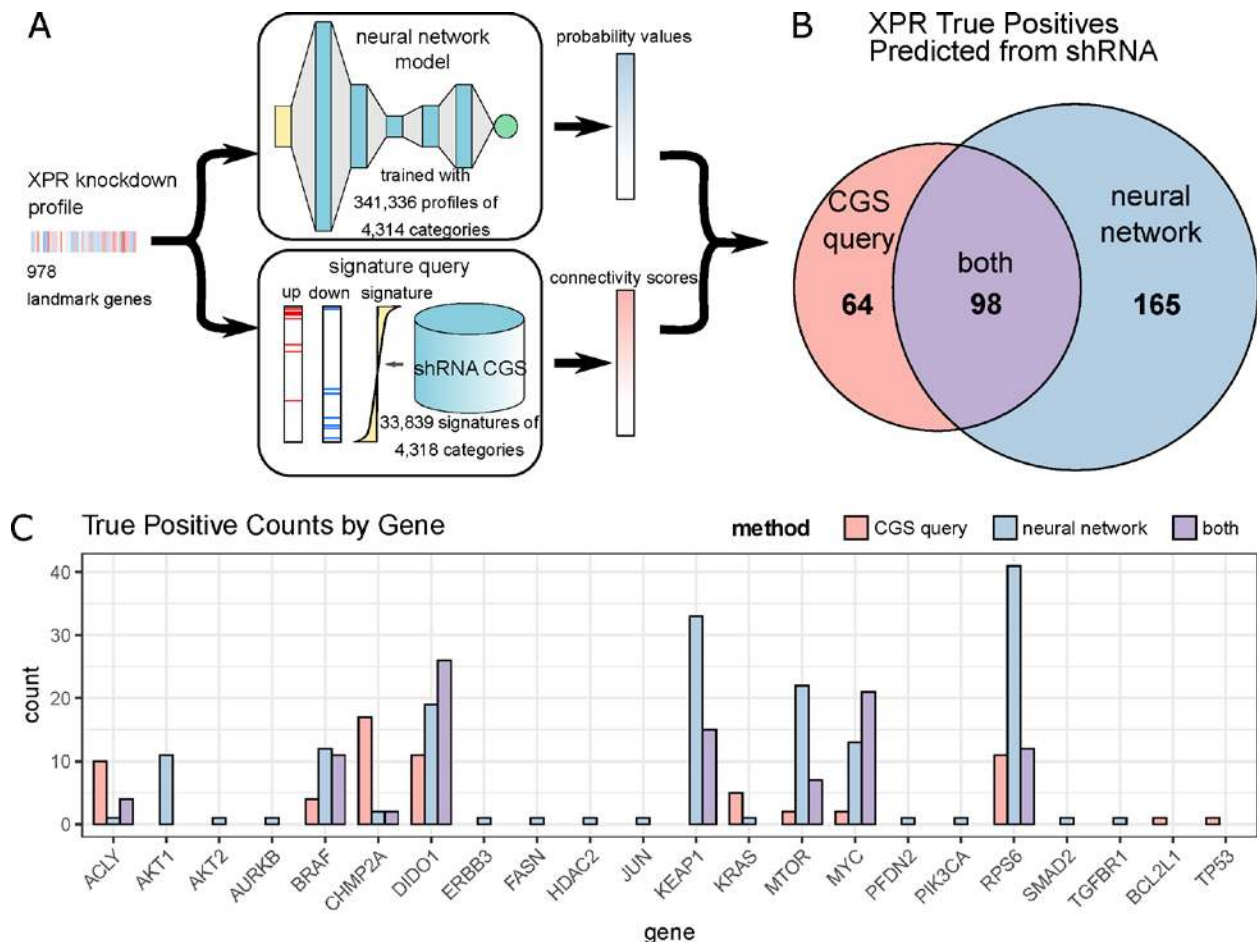 A
neural network
model
trained with
341,336 profiles of
4,314 categories
probability values
XPR knockdown
profile
978
landmark genes
signature query
up down signature
shRNA CGS
33,839 signatures of
4,318 categories
connectivity scores
B
XPR True Positives
Predicted from shRNA
CGS
query
64
both
98
neural
network
165
C
True Positive Counts by Gene
method CGS query neural network both
count
40
30
20
10
0
ACLY
AKT1
AKT2
AURKB
BRAF
CHMP2A
DIDO1
ERBB3
FASN
HDAC2
JUN
KEAP1
KRAS
MTOR
MYC
PFDN2
PIK3CA
RPS6
SMAD2
TGFBR1
BCL2L1
TP53
gene